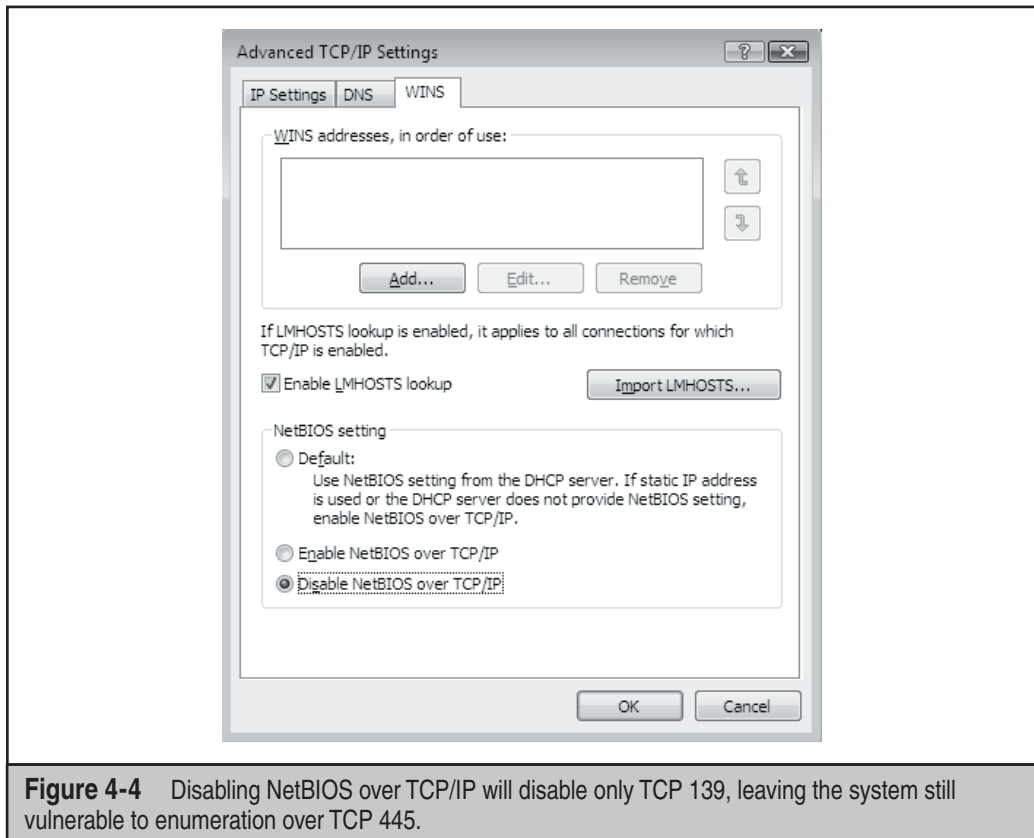 Advanced TCP/IP Settings
IP Settings DNS WINS
WINS addresses, in order of use:
Add... Edit... Remove
If LMHOSTS lookup is enabled, it applies to all connections for which
TCP/IP is enabled.
Enable LMHOSTS lookup Import LMHOSTS...
NetBIOS setting
Default:
Use NetBIOS setting from the DHCP server. If static IP address
is used or the DHCP server does not provide NetBIOS setting,
enable NetBIOS over TCP/IP.
Enable NetBIOS over TCP/IP
Disable NetBIOS over TCP/IP
OK Cancel
Figure 4-4 Disabling NetBIOS over TCP/IP will disable only TCP 139, leaving the system still
vulnerable to enumeration over TCP 445.